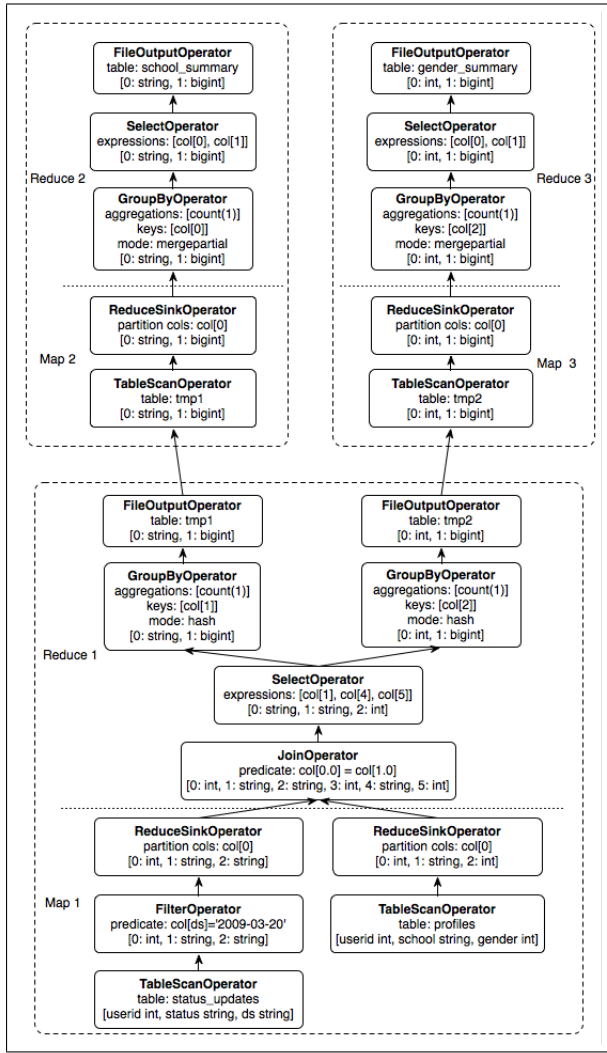 FileOutputOperator
table: school_summary
[0: string, 1: bigint]
SelectOperator
expressions: [col[0], col[1]]
[0: string, 1: bigint]
Reduce 2
GroupByOperator
aggregations: [count(1)]
keys: [col[0]]
mode: mergepartial
[0: string, 1: bigint]
ReduceSinkOperator
partition cols: col[0]
[0: string, 1: bigint]
Map 2
TableScanOperator
table: tmp1
[0: string, 1: bigint]
FileOutputOperator
table: gender_summary
[0: int, 1: bigint]
SelectOperator
expressions: [col[0], col[1]]
[0: int, 1: bigint]
Reduce 3
GroupByOperator
aggregations: [count(1)]
keys: [col[2]]
mode: mergepartial
[0: int, 1: bigint]
ReduceSinkOperator
partition cols: col[0]
[0: int, 1: bigint]
Map 3
TableScanOperator
table: tmp2
[0: int, 1: bigint]
FileOutputOperator
table: tmp1
[0: string, 1: bigint]
FileOutputOperator
table: tmp2
[0: int, 1: bigint]
GroupByOperator
aggregations: [count(1)]
keys: [col[1]]
mode: hash
[0: string, 1: bigint]
GroupByOperator
aggregations: [count(1)]
keys: [col[2]]
mode: hash
[0: int, 1: bigint]
Reduce 1
SelectOperator
expressions: [col[1], col[4], col[5]]
[0: string, 1: string, 2: int]
JoinOperator
predicate: col[0.0] = col[1.0]
[0: int, 1: string, 2: string, 3: int, 4: string, 5: int]
ReduceSinkOperator
partition cols: col[0]
[0: int, 1: string, 2: string]
ReduceSinkOperator
partition cols: col[0]
[0: int, 1: string, 2: int]
Map 1
FilterOperator
predicate: col[ds]='2009-03-20'
[0: int, 1: string, 2: string]
TableScanOperator
table: profiles
[userid int, school string, gender int]
TableScanOperator
table: status_updates
[userid int, status string, ds string]